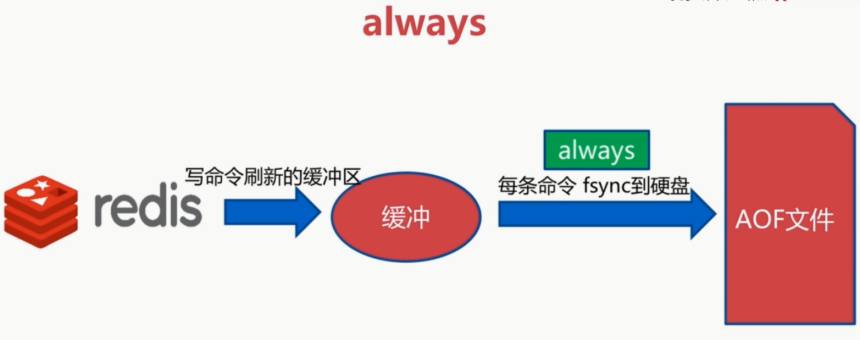 always
写命令刷新的缓冲区
always
每条命令 fsync到硬盘
redis
缓冲
AOF文件